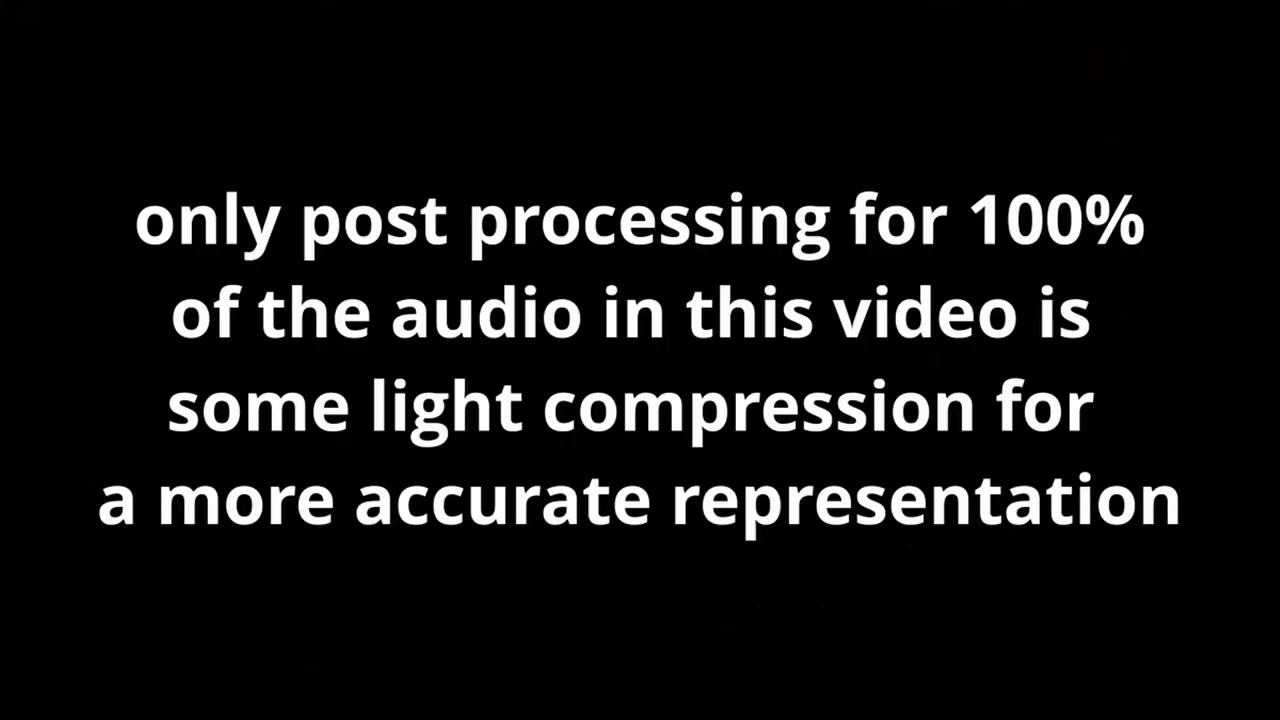 only post processing for 100%
of the audio in this video is
some light compression for
a more accurate representation